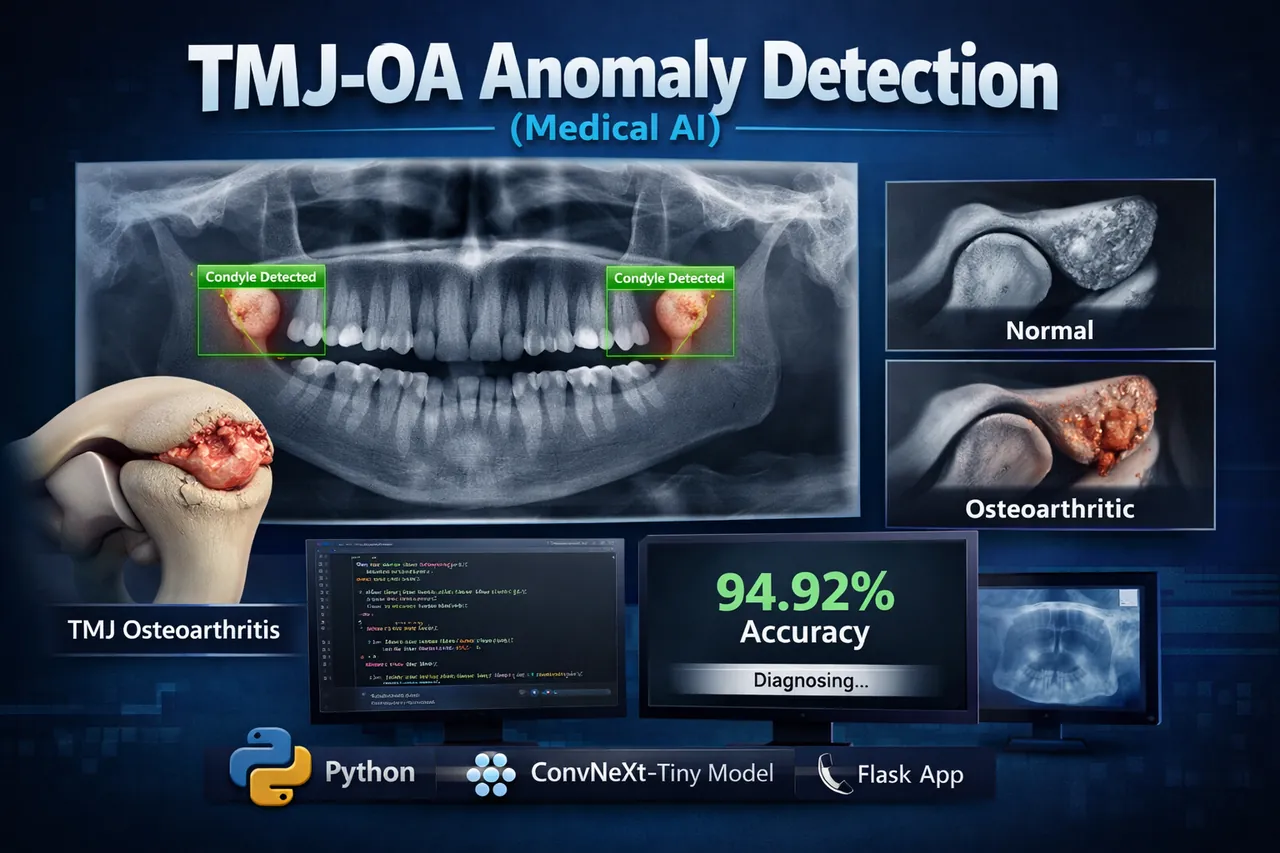 TMJ-OA Anomaly Detection
(Medical AI)
Condyle Detected
Condyle Detected
Normal
Osteoarthritic
TMJ Osteoarthritis
94.92%
Accuracy
Diagnosing...
Python
ConvNeXt-Tiny Model
Flask App